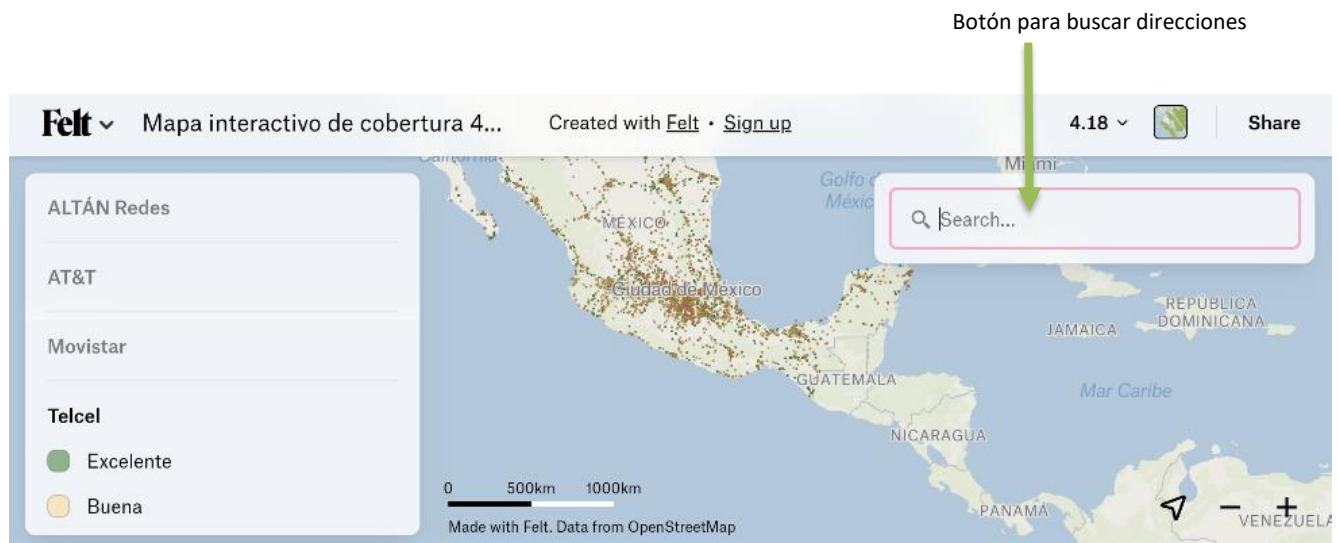 Botón para buscar direcciones
Felt Mapa interactivo de cobertura 4... Created with Felt • Sign up 4.18 Share
California
Miami
ALTÁN Redes
AT&T
Movistar
Telcel
Excelente
Buena
Golfo de
México
Search...
MÉXICO
Ciudad de México
REPÚBLICA
DOMINICANA
JAMAICA
GUATEMALA
Mar Caribe
NICARAGUA
PANAMÁ
VENEZUELA
0 500km 1000km
Made with Felt. Data from OpenStreetMap